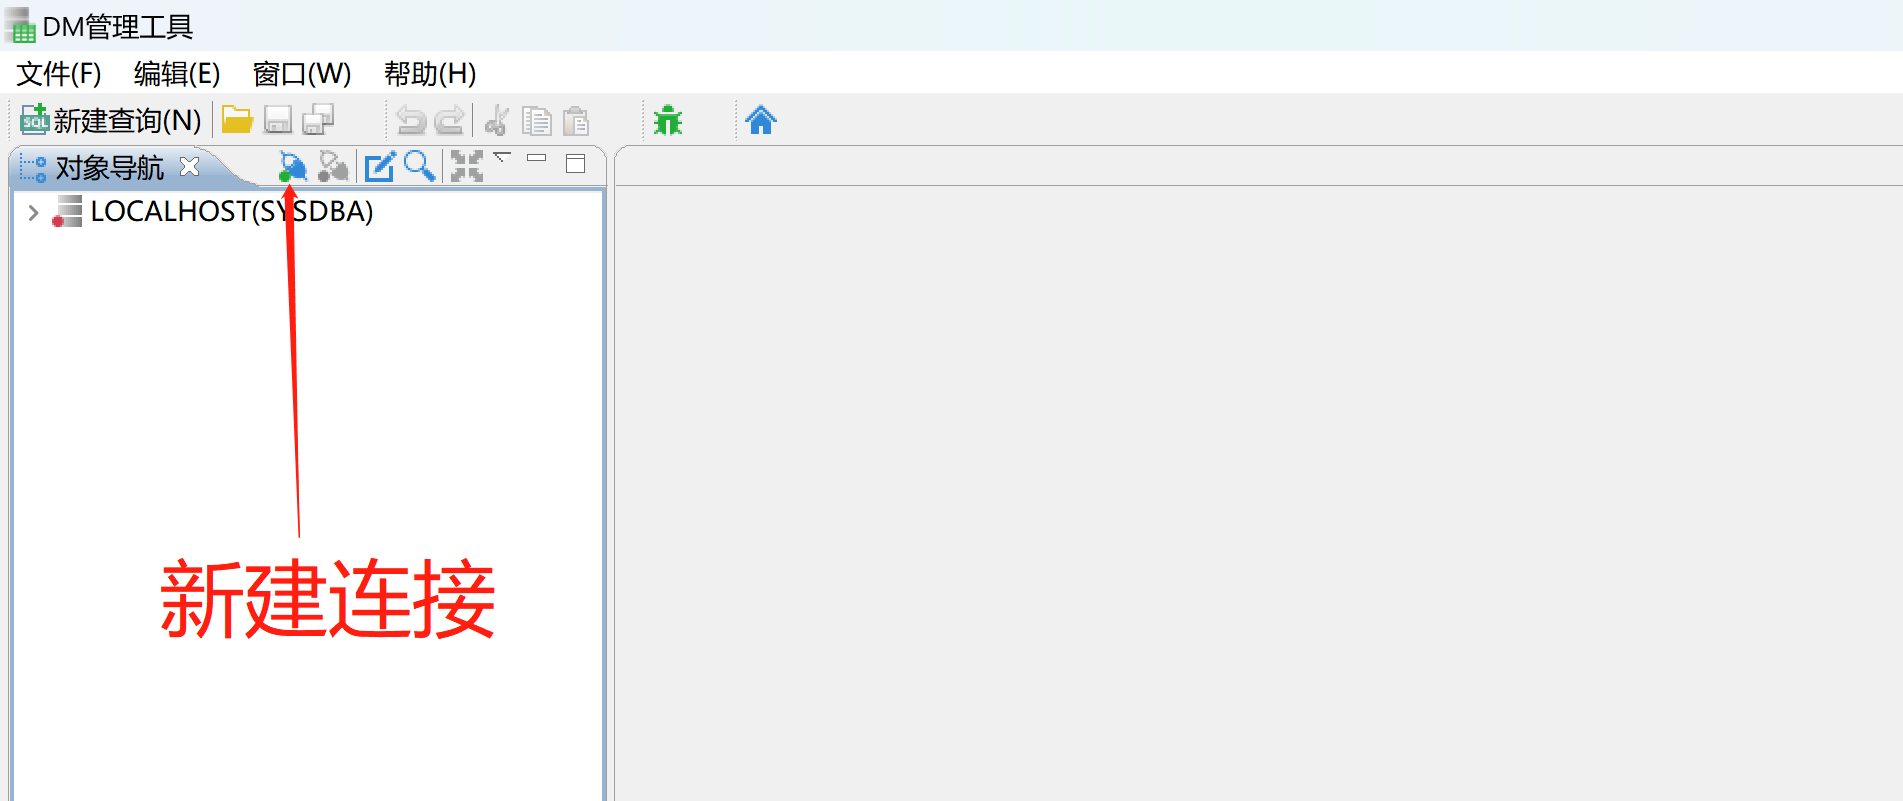 DM管理工具
文件(F) 编辑(E) 窗口(W) 帮助(H)
SQL 新建查询(N)
对象导航
LOCALHOST(SYSDBA)
新建连接